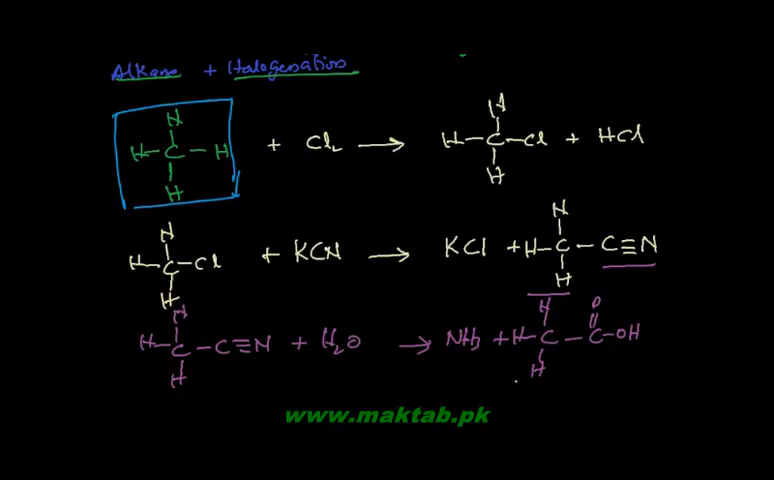 Alkane + Halogenation
H
H-C-H + Cl₂ → H-C-Cl + HCl
H
H
H-C-Cl + KCN → KCl + H-C-C≡N
H
H
H-C-C≡N + H₂O → NH₃ + H-C-C-OH
H
www.maktab.pk